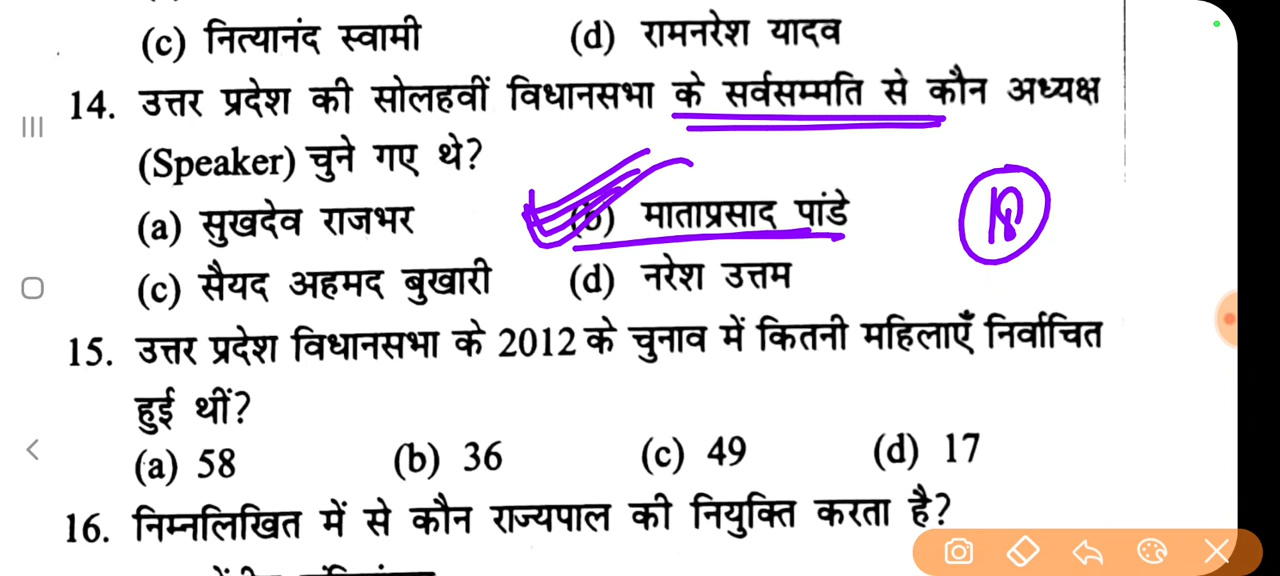 (c) नित्यानंद स्वामी (d) रामनरेश यादव
14. उत्तर प्रदेश की सोलहवीं विधानसभा के सर्वसम्मति से कौन अध्यक्ष
(Speaker) चुने गए थे?
(a) सुखदेव राजभर (b) माताप्रसाद पांडे
(c) सैयद अहमद बुखारी (d) नरेश उत्तम
15. उत्तर प्रदेश विधानसभा के 2012 के चुनाव में कितनी महिलाएँ निर्वाचित
हुई थीं?
(a) 58 (b) 36 (c) 49 (d) 17
16. निम्नलिखित में से कौन राज्यपाल की नियुक्ति करता है?